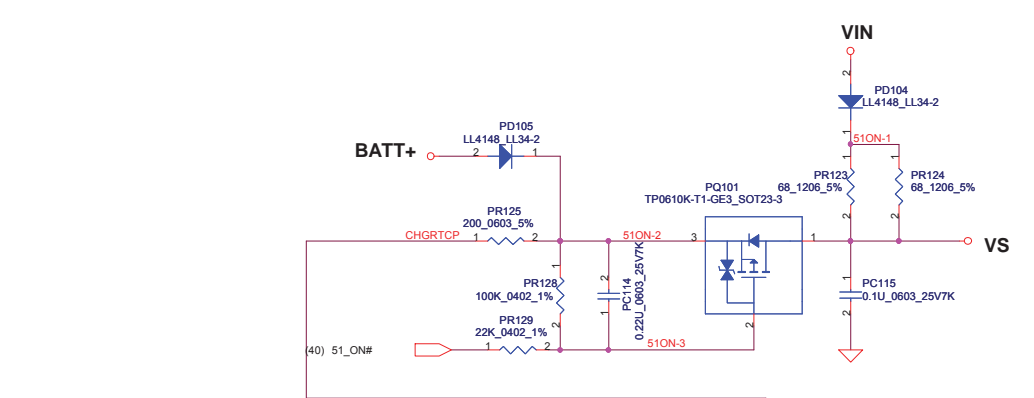 VIN
2
PD104
LL4148_LL34-2
1
51ON-1
PD105
LL4148_LL34-2
BATT+
2
1
1
1
PR123
68_1206_5%
PR124
68_1206_5%
2
2
PQ101
TP0610K-T1-GE3_SOT23-3
PR125
200_0603_5%
CHGRTCP
1
2
51ON-2
3
1
VS
2
PC114
0.22U_0603_25V7K
1
1
PR128
100K_0402_1%
2
1
PC115
0.1U_0603_25V7K
2
2
PR129
22K_0402_1%
(40) 51_ON#
1
2
51ON-3